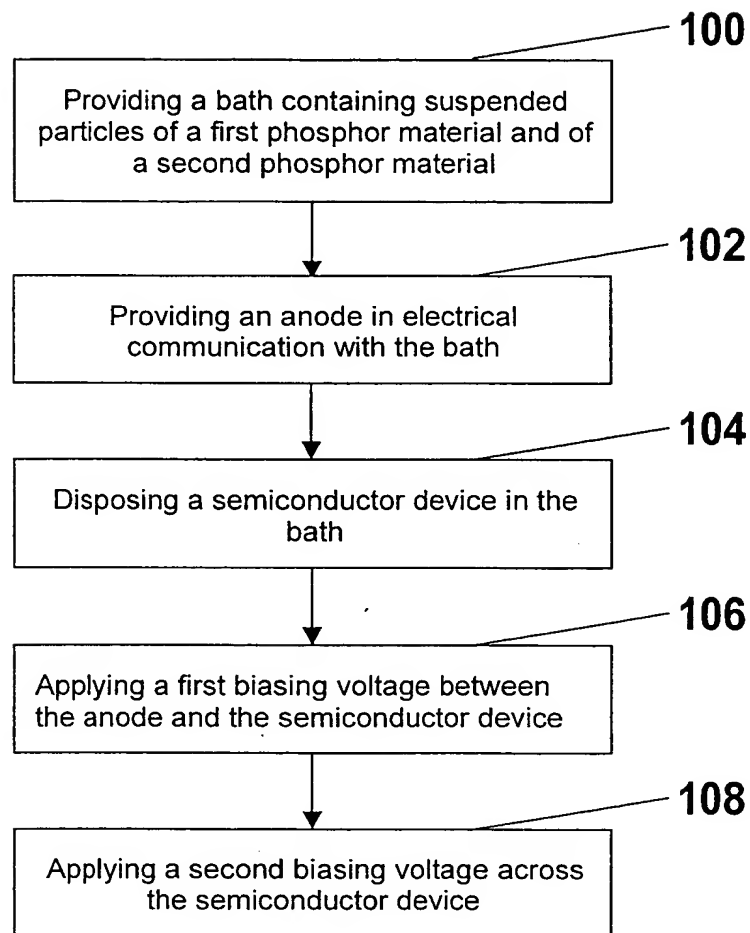 100
Providing a bath containing suspended
particles of a first phosphor material and of
a second phosphor material
102
Providing an anode in electrical
communication with the bath
104
Disposing a semiconductor device in the
bath
106
Applying a first biasing voltage between
the anode and the semiconductor device
108
Applying a second biasing voltage across
the semiconductor device